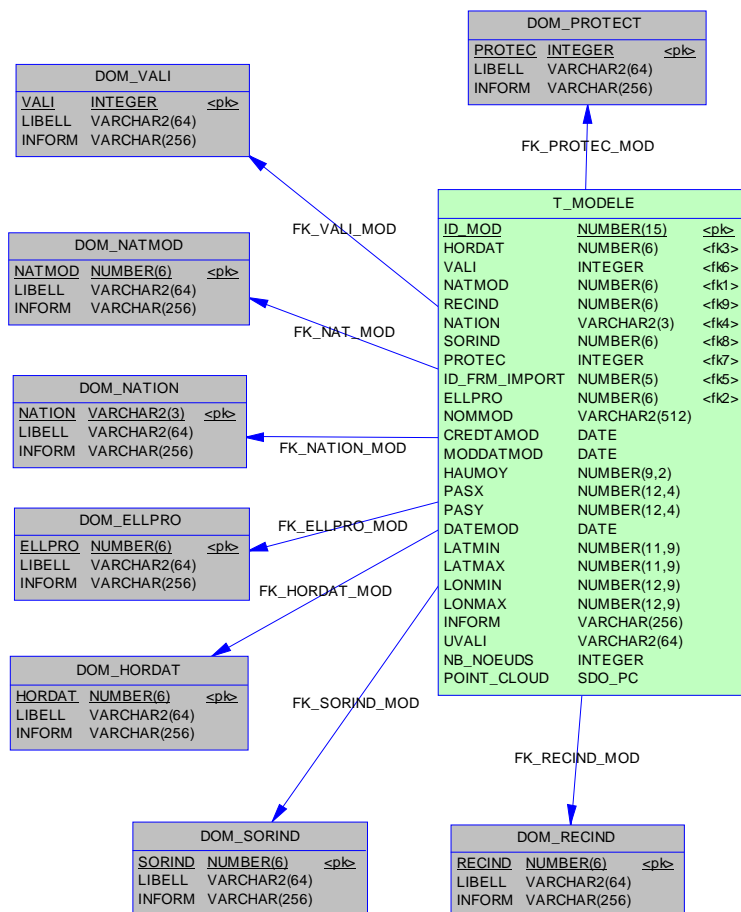 DOM_PROTECT
PROTEC INTEGER <pk>
LIBELL VARCHAR2(64)
INFORM VARCHAR(256)
DOM_VALI
VALI INTEGER <pk>
LIBELL VARCHAR2(64)
INFORM VARCHAR(256)
FK_PROTEC_MOD
FK_VALI_MOD
T_MODELE
ID_MOD NUMBER(15) <pk>
HORDAT NUMBER(6) <fk3>
VALI INTEGER <fk6>
NATMOD NUMBER(6) <fk1>
RECIND NUMBER(6) <fk9>
NATION VARCHAR2(3) <fk4>
SORIND NUMBER(6) <fk8>
PROTEC INTEGER <fk7>
ID_FRM_IMPORT NUMBER(5) <fk5>
ELLPRO NUMBER(6) <fk2>
NOMMOD VARCHAR2(512)
CREDTAMOD DATE
MODDATMOD DATE
HAUMOY NUMBER(9,2)
PASX NUMBER(12,4)
PASY NUMBER(12,4)
DATEMOD DATE
LATMIN NUMBER(11,9)
LATMAX NUMBER(11,9)
LONMIN NUMBER(12,9)
LONMAX NUMBER(12,9)
INFORM VARCHAR(256)
UVALI VARCHAR2(64)
NB_NOEUDS INTEGER
POINT_CLOUD SDO_PC
DOM_NATMOD
NATMOD NUMBER(6) <pk>
LIBELL VARCHAR2(64)
INFORM VARCHAR(256)
FK_NAT_MOD
DOM_NATION
NATION VARCHAR2(3) <pk>
LIBELL VARCHAR2(64)
INFORM VARCHAR(256)
FK_NATION_MOD
DOM_ELLPRO
ELLPRO NUMBER(6) <pk>
LIBELL VARCHAR2(64)
INFORM VARCHAR(256)
FK_ELLPRO_MOD
FK_HORDAT_MOD
DOM_HORDAT
HORDAT NUMBER(6) <pk>
LIBELL VARCHAR2(64)
INFORM VARCHAR(256)
FK_SORIND_MOD
FK_RECIND_MOD
DOM_SORIND
SORIND NUMBER(6) <pk>
LIBELL VARCHAR2(64)
INFORM VARCHAR(256)
DOM_RECIND
RECIND NUMBER(6) <pk>
LIBELL VARCHAR2(64)
INFORM VARCHAR(256)